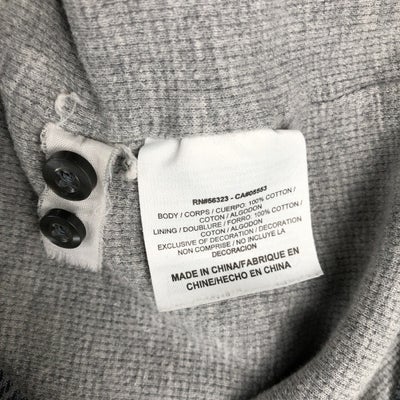 RN#56323 - CA#05553
BODY / CORPS / CUERPO: 100% COTTON /
COTON / ALGODON
LINING / DOUBLURE / FORRO: 100% COTTON
/ COTON / ALGODON
EXCLUSIVE OF DECORATION / DECORATION
NON COMPRISE / NO INCLUYE LA
DECORACION
MADE IN CHINA/FABRIQUE EN
CHINE/HECHO EN CHINA